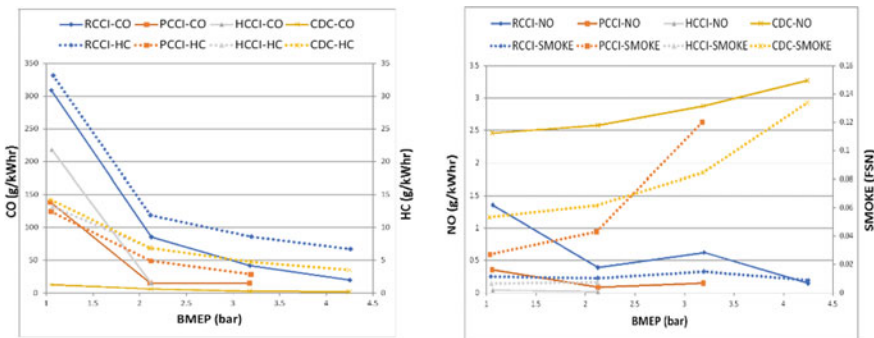 RCCI-CO PCCI-CO HCCI-CO CDC-CO
RCCI-HC PCCI-HC HCCI-HC CDC-HC
350 35
300 30
250 25
200 20
150 15
100 10
50 5
0 0
1 1.5 2 2.5 3 3.5 4 4.5
CO (g/kWhr)
HC (g/kWhr)
BMEP (bar)
RCCI-NO PCCI-NO HCCI-NO CDC-NO
RCCI-SMOKE PCCI-SMOKE HCCI-SMOKE CDC-SMOKE
3.5 0.16
3 0.14
2.5 0.12
2 0.1
1.5 0.08
1 0.06
0.5 0.04
0 0.02
0
1 1.5 2 2.5 3 3.5 4 4.5
NO (g/kWhr)
SMOKE (FSN)
BMEP (bar)